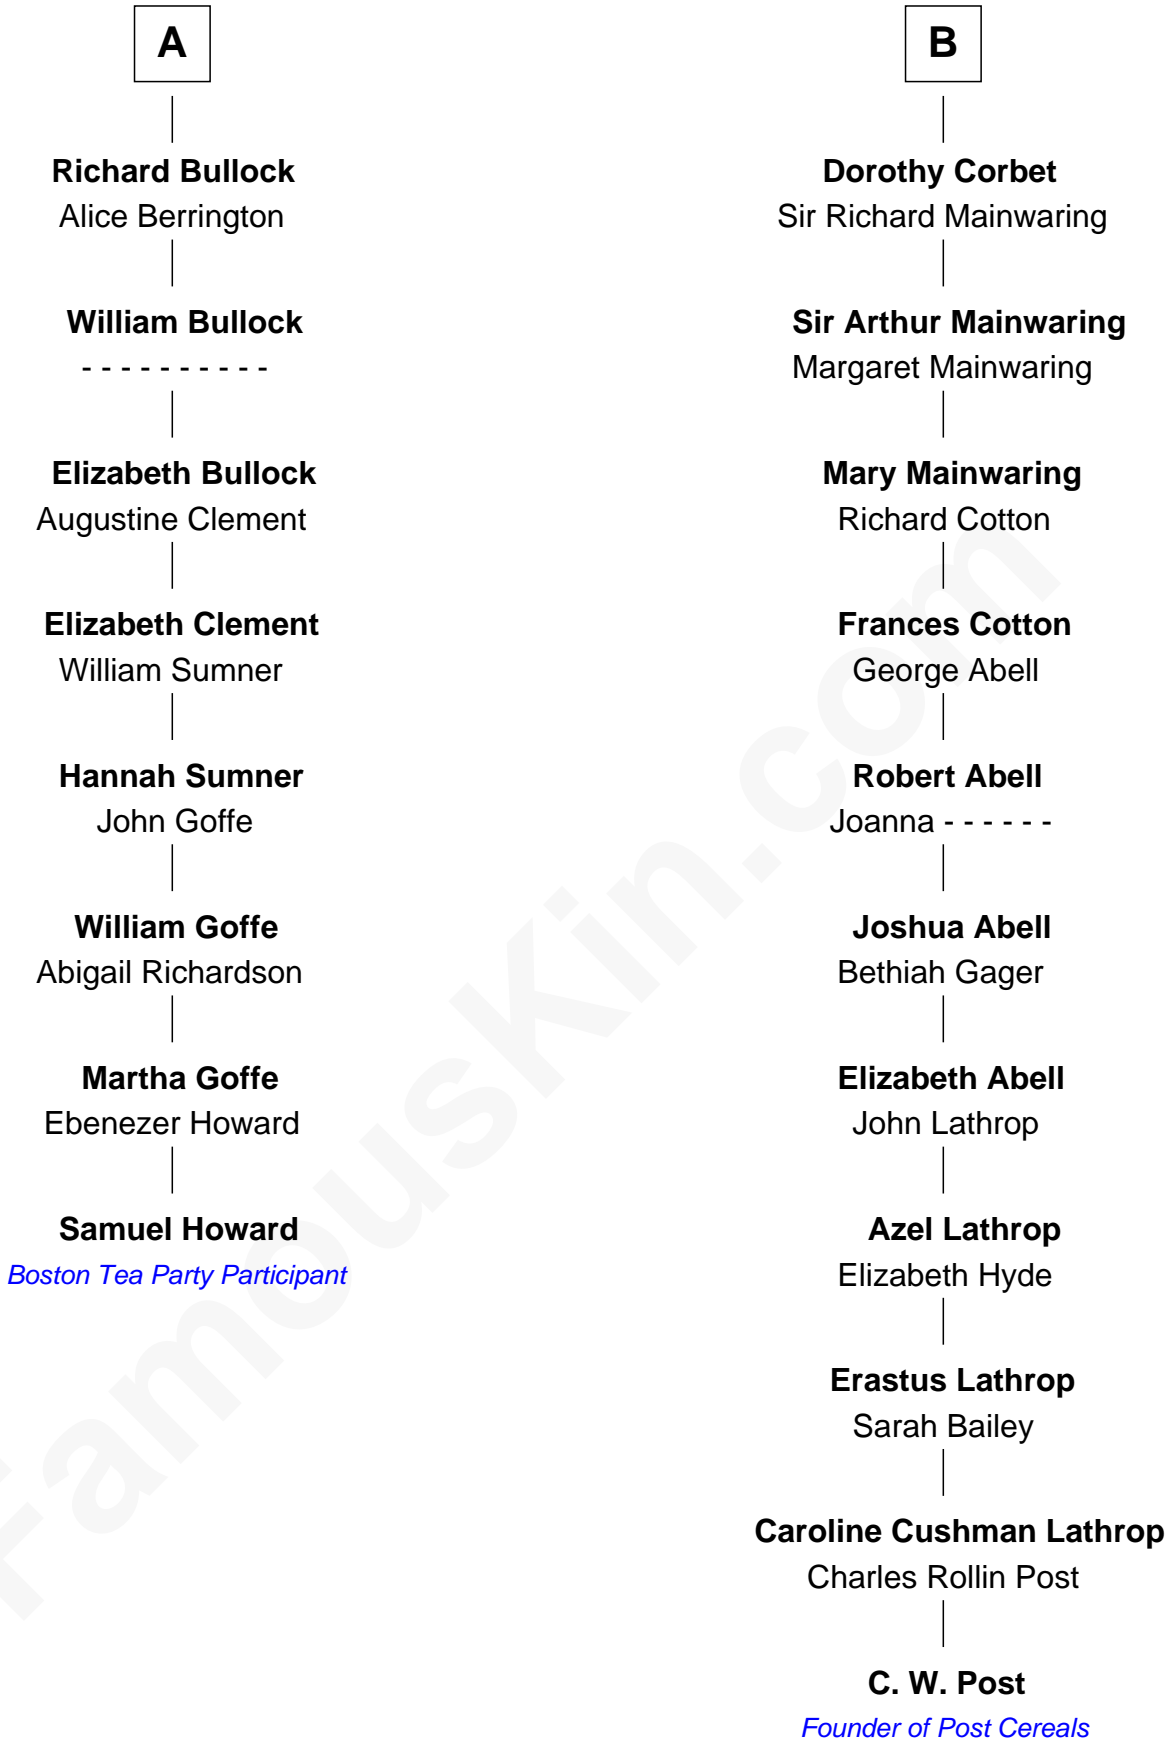 A
Richard Bullock
Alice Berrington
William Bullock
- - - - - - - - - -
Elizabeth Bullock
Augustine Clement
Elizabeth Clement
William Sumner
Hannah Sumner
John Goffe
William Goffe
Abigail Richardson
Martha Goffe
Ebenezer Howard
Samuel Howard
Boston Tea Party Participant
B
Dorothy Corbet
Sir Richard Mainwaring
Sir Arthur Mainwaring
Margaret Mainwaring
Mary Mainwaring
Richard Cotton
Frances Cotton
George Abell
Robert Abell
Joanna - - - - - -
Joshua Abell
Bethiah Gager
Elizabeth Abell
John Lathrop
Azel Lathrop
Elizabeth Hyde
Erastus Lathrop
Sarah Bailey
Caroline Cushman Lathrop
Charles Rollin Post
C. W. Post
Founder of Post Cereals
FamousKin.com